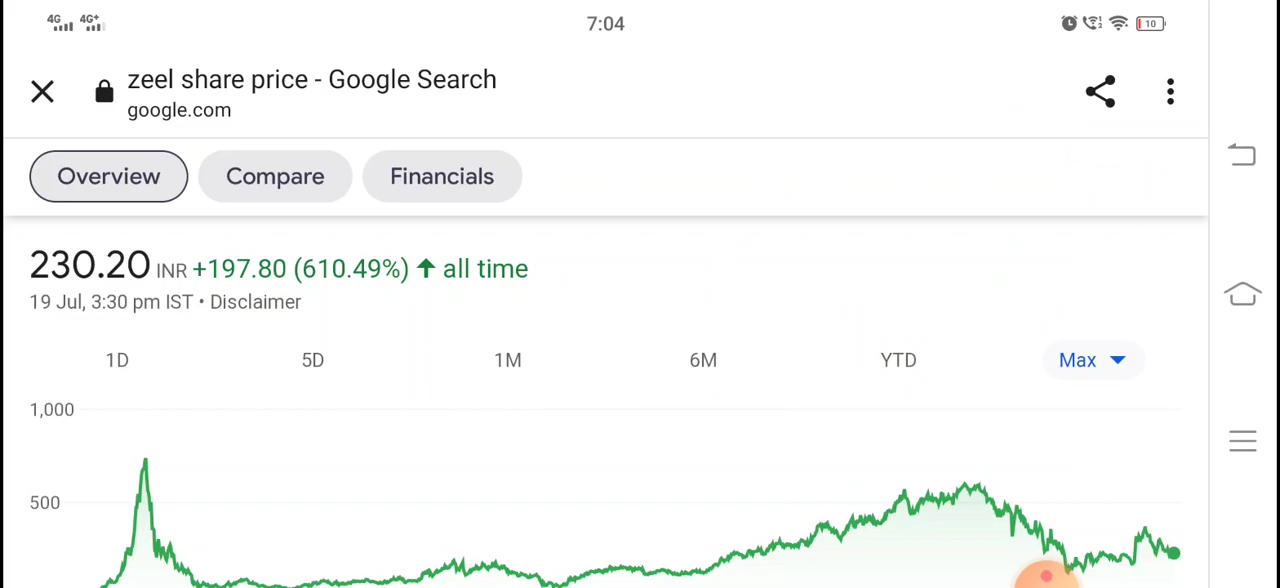 4G 4G+ 7:04 10
zeel share price - Google Search
google.com
Overview Compare Financials
230.20 INR +197.80 (610.49%) ↑ all time
19 Jul, 3:30 pm IST • Disclaimer
1D 5D 1M 6M YTD Max
1,000
500